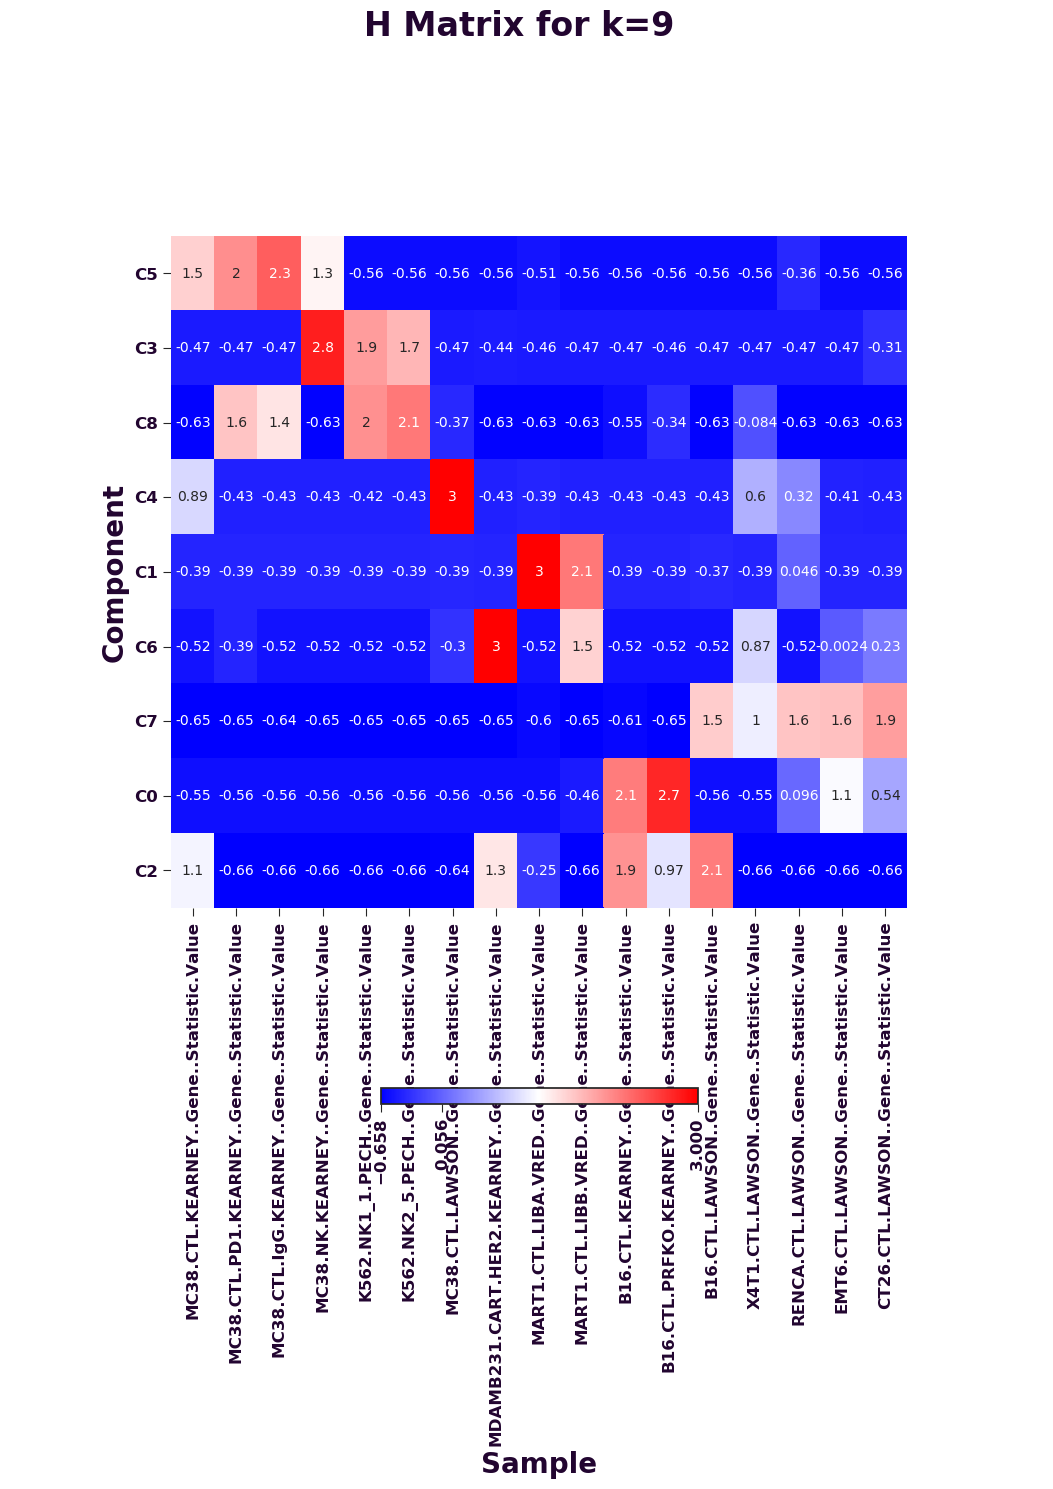 H Matrix for k=9
Component
C5 1.5 2 2.3 1.3 -0.56 -0.56 -0.56 -0.56 -0.51 -0.56 -0.56 -0.56 -0.56 -0.56 -0.36 -0.56 -0.56
C3 -0.47 -0.47 -0.47 2.8 1.9 1.7 -0.47 -0.44 -0.46 -0.47 -0.47 -0.46 -0.47 -0.47 -0.47 -0.47 -0.31
C8 -0.63 1.6 1.4 -0.63 2 2.1 -0.37 -0.63 -0.63 -0.63 -0.55 -0.34 -0.63 -0.084 -0.63 -0.63 -0.63
C4 0.89 -0.43 -0.43 -0.43 -0.42 -0.43 3 -0.43 -0.39 -0.43 -0.43 -0.43 -0.43 0.6 0.32 -0.41 -0.43
C1 -0.39 -0.39 -0.39 -0.39 -0.39 -0.39 -0.39 -0.39 3 2.1 -0.39 -0.39 -0.37 -0.39 0.046 -0.39 -0.39
C6 -0.52 -0.39 -0.52 -0.52 -0.52 -0.52 -0.3 3 -0.52 1.5 -0.52 -0.52 -0.52 0.87 -0.52 -0.0024 0.23
C7 -0.65 -0.65 -0.64 -0.65 -0.65 -0.65 -0.65 -0.65 -0.6 -0.65 -0.61 -0.65 1.5 1 1.6 1.6 1.9
C0 -0.55 -0.56 -0.56 -0.56 -0.56 -0.56 -0.56 -0.56 -0.56 -0.46 2.1 2.7 -0.56 -0.55 0.096 1.1 0.54
C2 1.1 -0.66 -0.66 -0.66 -0.66 -0.66 -0.64 1.3 -0.25 -0.66 1.9 0.97 2.1 -0.66 -0.66 -0.66 -0.66
MC38.CTL.KEARNEY..Gene..Statistic.Value
MC38.CTL.PD1.KEARNEY..Gene..Statistic.Value
MC38.CTL.IgG.KEARNEY..Gene..Statistic.Value
MC38.NK.KEARNEY..Gene..Statistic.Value
K562.NK1_1.PECH..Gene..Statistic.Value
K562.NK2_5.PECH..Gene..Statistic.Value
MC38.CTL.LAWSON..Gene..Statistic.Value
MDAMB231.CART.HER2.KEARNEY..Gene..Statistic.Value
MART1.CTL.LIBA.VRED..Gene..Statistic.Value
MART1.CTL.LIBB.VRED..Gene..Statistic.Value
B16.CTL.KEARNEY..Gene..Statistic.Value
B16.CTL.PRFKO.KEARNEY..Gene..Statistic.Value
B16.CTL.LAWSON..Gene..Statistic.Value
X4T1.CTL.LAWSON..Gene..Statistic.Value
RENCA.CTL.LAWSON..Gene..Statistic.Value
EMT6.CTL.LAWSON..Gene..Statistic.Value
CT26.CTL.LAWSON..Gene..Statistic.Value
−0.658
0.056
3.000
Sample